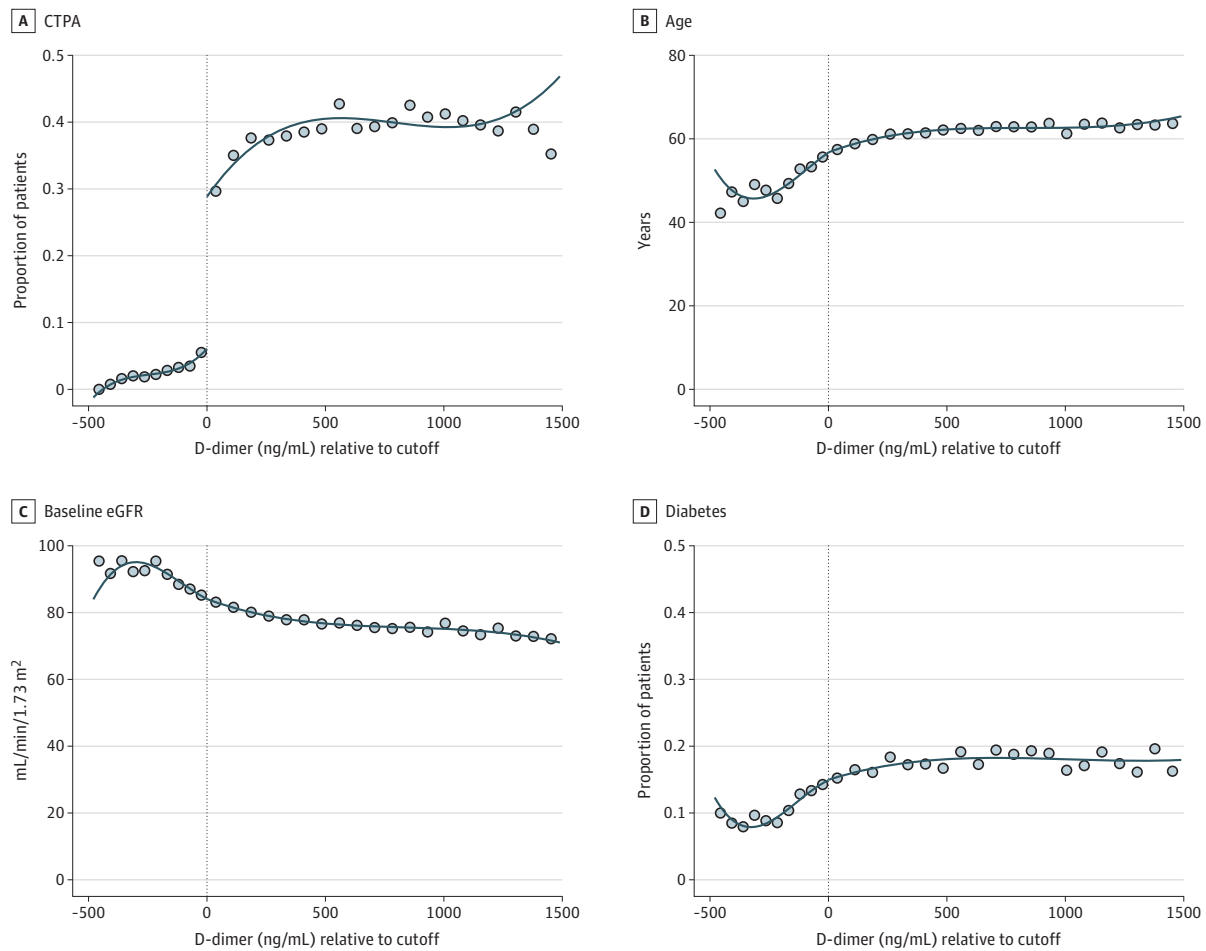 A CTPA
0.5
0.4
0.3
0.2
0.1
0
Proportion of patients
-500 0 500 1000 1500
D-dimer (ng/mL) relative to cutoff
B Age
80
60
40
20
0
Years
-500 0 500 1000 1500
D-dimer (ng/mL) relative to cutoff
C Baseline eGFR
100
80
60
40
20
0
mL/min/1.73 m²
-500 0 500 1000 1500
D-dimer (ng/mL) relative to cutoff
D Diabetes
0.5
0.4
0.3
0.2
0.1
0
Proportion of patients
-500 0 500 1000 1500
D-dimer (ng/mL) relative to cutoff